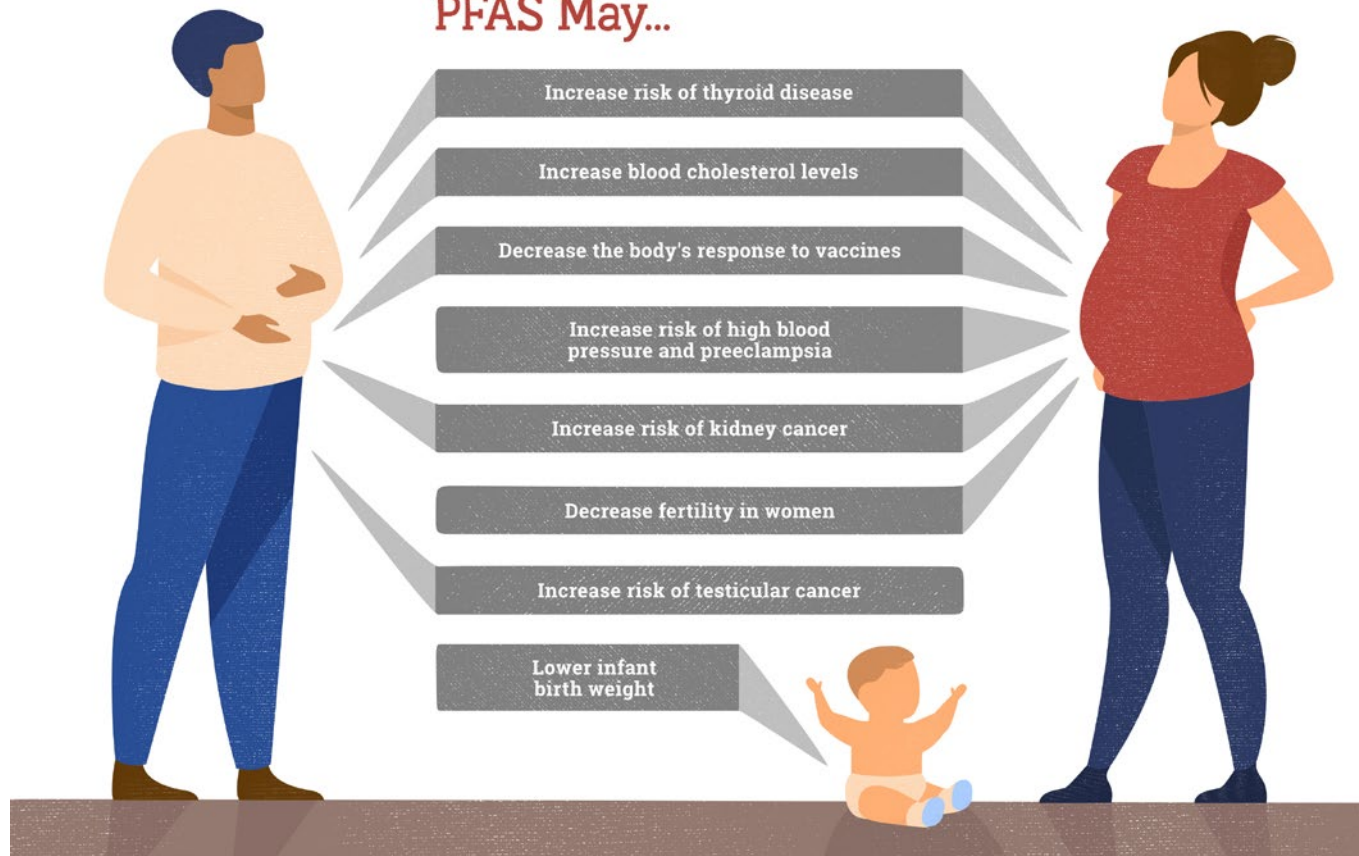 PFAS May...
Increase risk of thyroid disease
Increase blood cholesterol levels
Decrease the body's response to vaccines
Increase risk of high blood
pressure and preeclampsia
Increase risk of kidney cancer
Decrease fertility in women
Increase risk of testicular cancer
Lower infant
birth weight